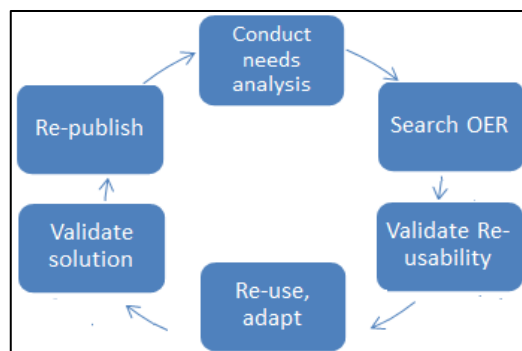 Conduct
needs
analysis
Search OER
Validate Re-
usability
Re-use,
adapt
Validate
solution
Re-publish